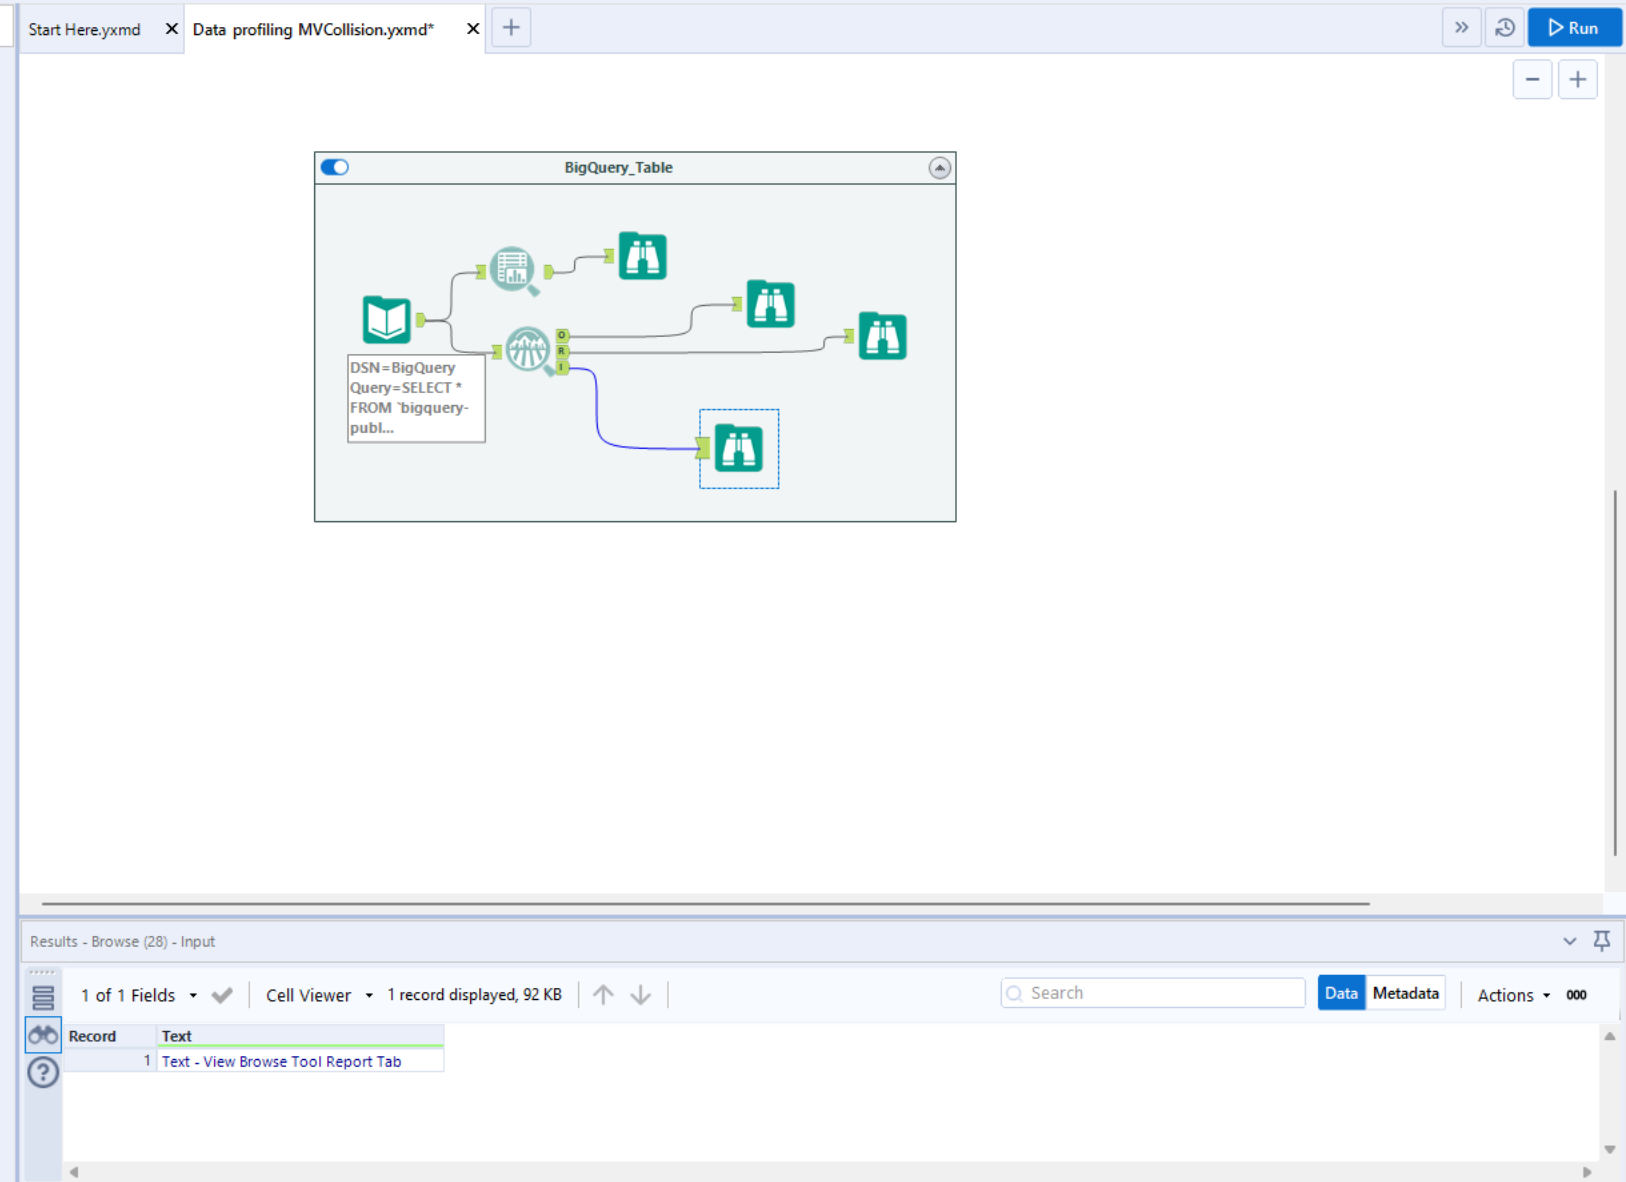 Start Here.yxmd
Data profiling MVCollision.yxmd*
Run
BigQuery_Table
O
R
I
DSN=BigQuery
Query=SELECT *
FROM `bigquery-
publ...
Results - Browse (28) - Input
1 of 1 Fields
Cell Viewer
1 record displayed, 92 KB
Search
Data
Metadata
Actions
000
Record Text
1 Text - View Browse Tool Report Tab